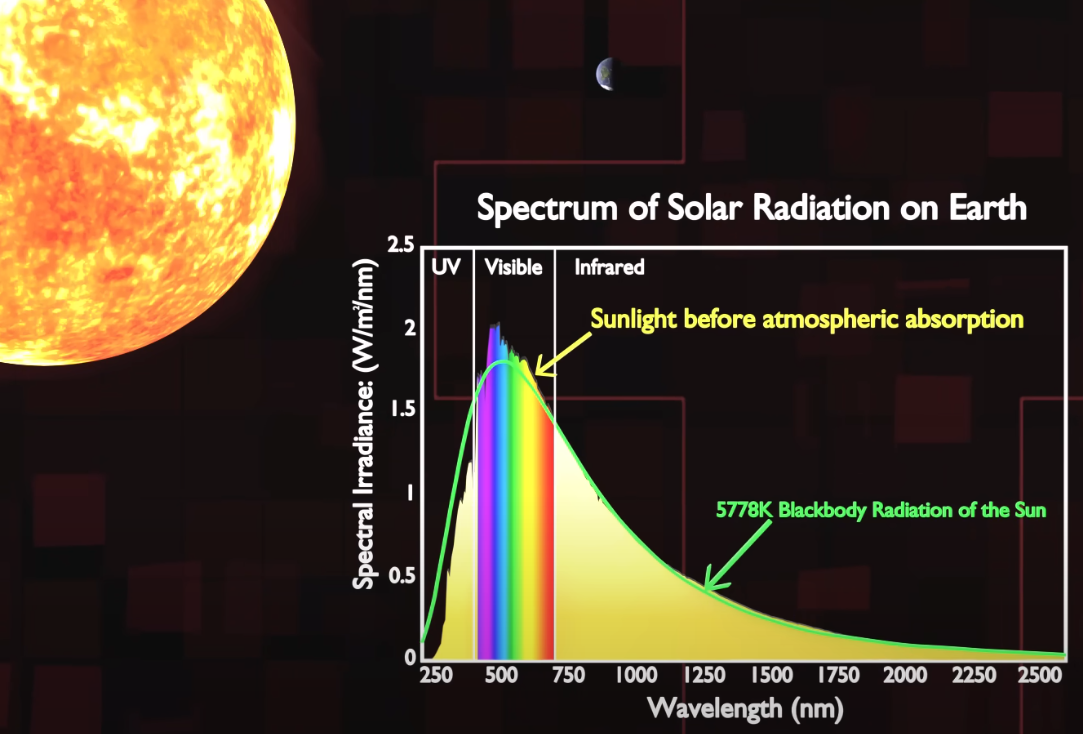 Spectrum of Solar Radiation on Earth
2.5
UV
Visible
Infrared
Sunlight before atmospheric absorption
2
1.5
1
5778K Blackbody Radiation of the Sun
0.5
0
Spectral Irradiance: (W/m²/nm)
250 500 750 1000 1250 1500 1750 2000 2250 2500
Wavelength (nm)